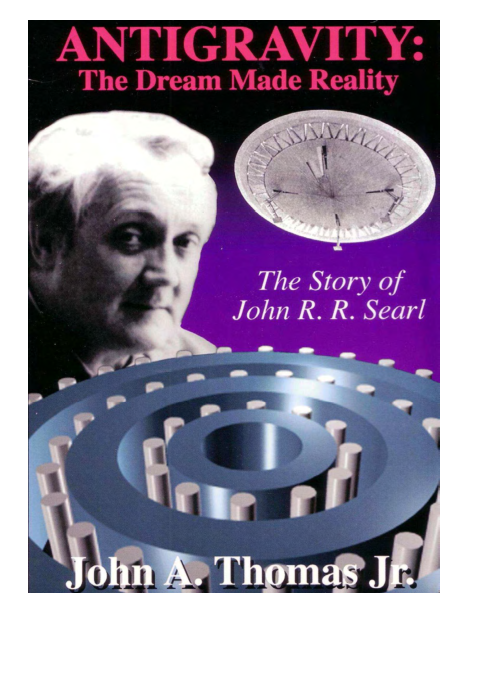 ANTIGRAVITY:
The Dream Made Reality
The Story of
John R. R. Searl
John A. Thomas Jr.